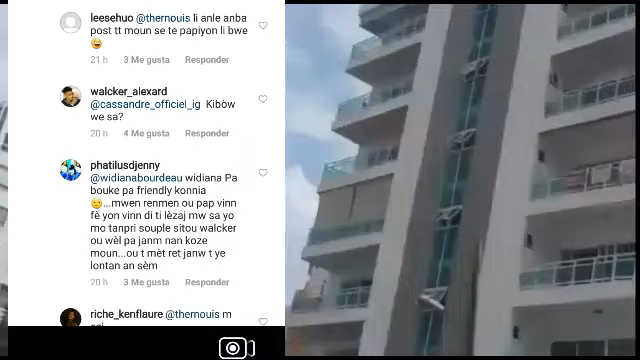 leesehuo @thernouis li anle anba
post tt moun se te papiyon li bwe
21 h 3 Me gusta Responder
walcker_alexard
@cassandre_officiel_ig Kibòw
we sa?
20 h 4 Me gusta Responder
phatilusdjenny
@widianabourdeau widiana Pa
bouke pa friendly konnia
...mwen renmen ou pap vinn
fè yon vinn di ti lèzaj mw sa yo
mo tanpri souple sitou walcker
ou wèl pa janm nan koze
moun...ou t mèt ret janw t ye
lontan an sèm
20 h 3 Me gusta Responder
riche_kenflaure @thernouis m